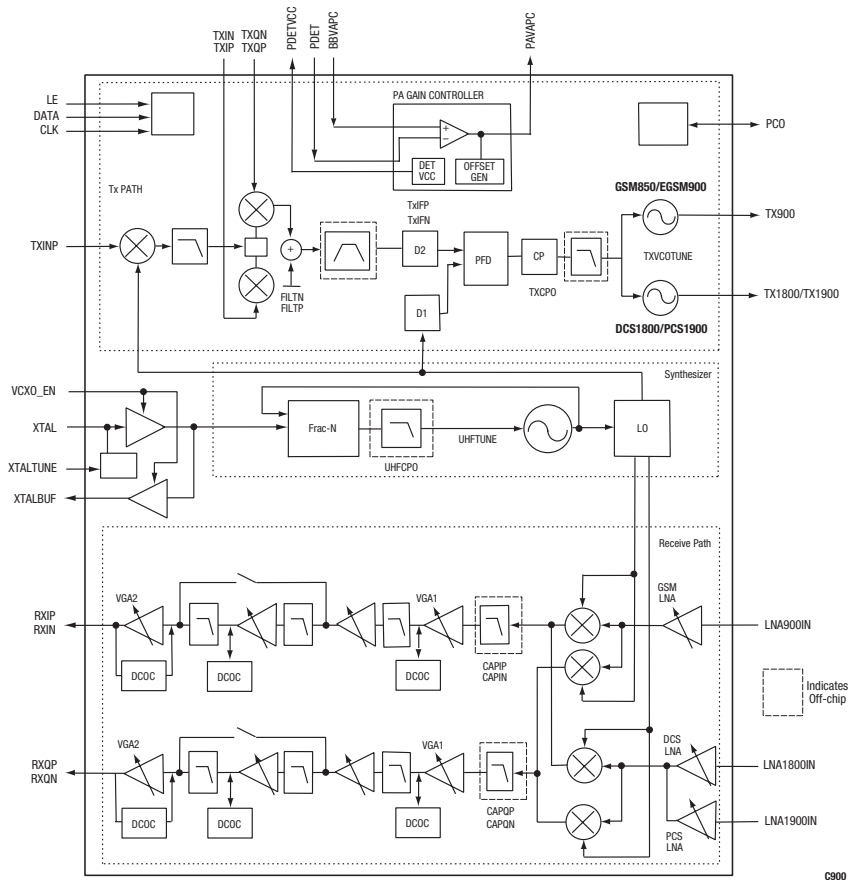 TXIN
TXIP
TXQN
TXQP
PDETVCC
PDET
BBVAPC
PAVAPC
LE
DATA
CLK
PA GAIN CONTROLLER
+
−
DET
VCC
OFFSET
GEN
PCO
Tx PATH
TxIFP
TxIFN
GSM850/EGSM900
TXINP
+
D2
PFD
CP
TXVCOTUNE
TX900
FILTN
FILTP
D1
TXCPO
TX1800/TX1900
DCS1800/PCS1900
Synthesizer
VCXO_EN
XTAL
Frac-N
UHFTUNE
LO
XTALTUNE
UHFCPO
XTALBUF
Receive Path
VGA2
VGA1
GSM
LNA
RXIP
RXIN
LNA900IN
DCOC
DCOC
DCOC
CAPIP
CAPIN
Indicates
Off-chip
VGA2
VGA1
DCS
LNA
RXQP
RXQN
LNA1800IN
DCOC
DCOC
DCOC
CAPQP
CAPQN
LNA1900IN
PCS
LNA
C900